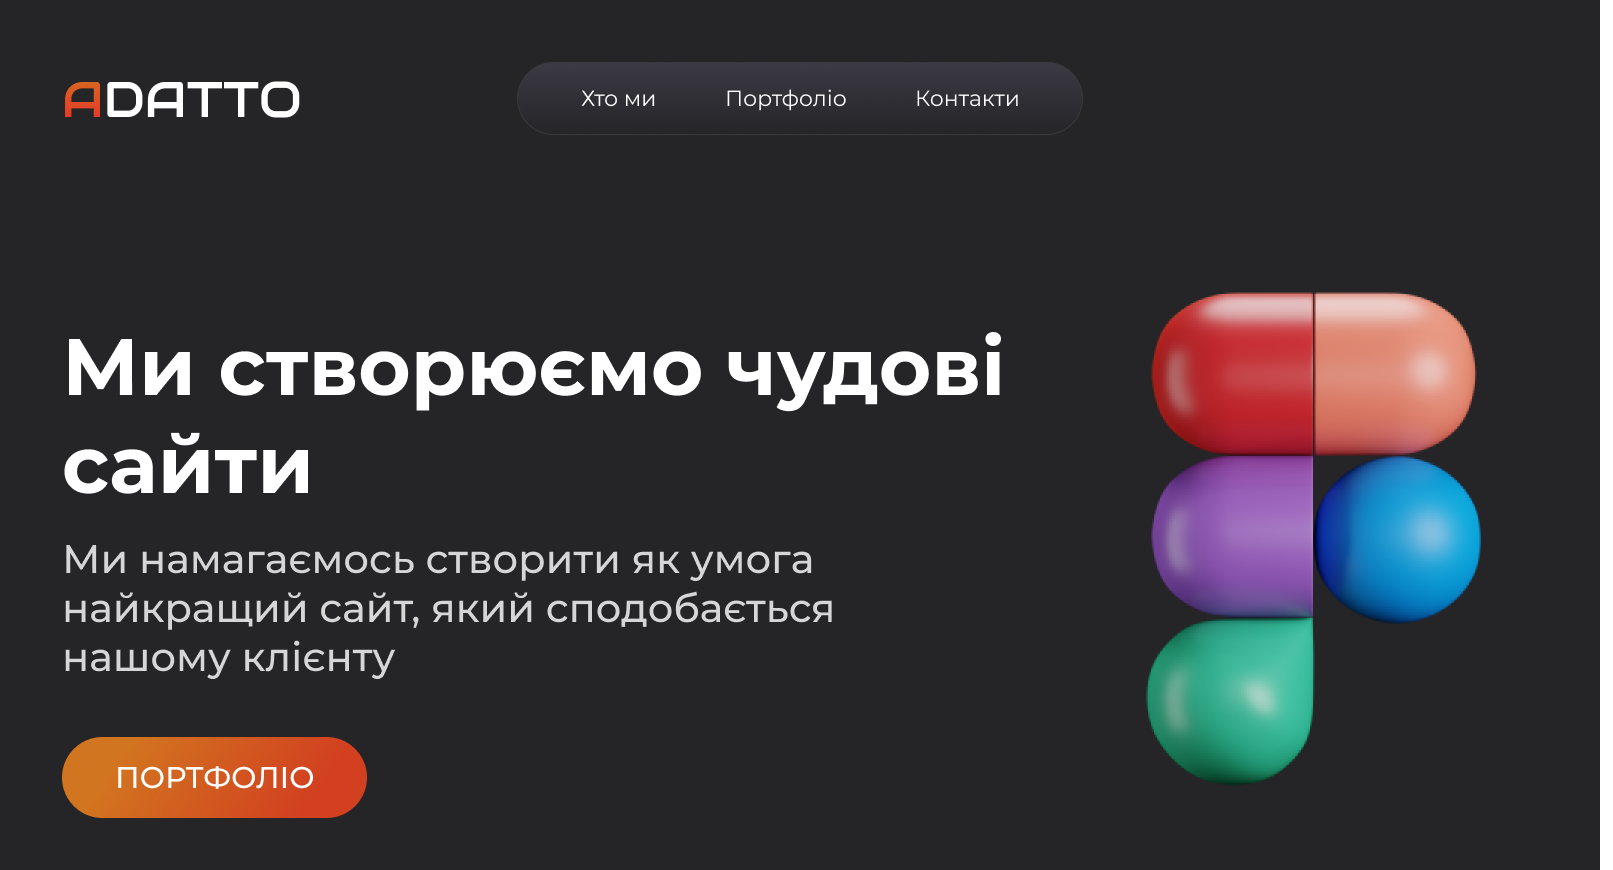 ADATTO
Хто ми
Портфоліо
Контакти
Ми створюємо чудові
сайти
Ми намагаємось створити як умога
найкращий сайт, який сподобається
нашому клієнту
ПОРТФОЛІО